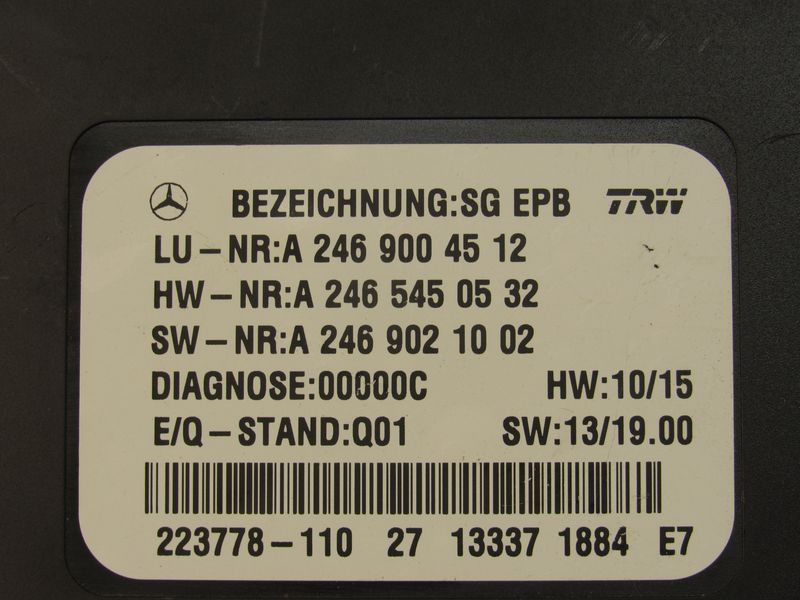 BEZEICHNUNG:SG EPB TRW
LU-NR:A 246 900 45 12
HW-NR:A 246 545 05 32
SW-NR:A 246 902 10 02
DIAGNOSE:00000C HW:10/15
E/Q-STAND:Q01 SW:13/19.00
223778-110 27 13337 1884 E7